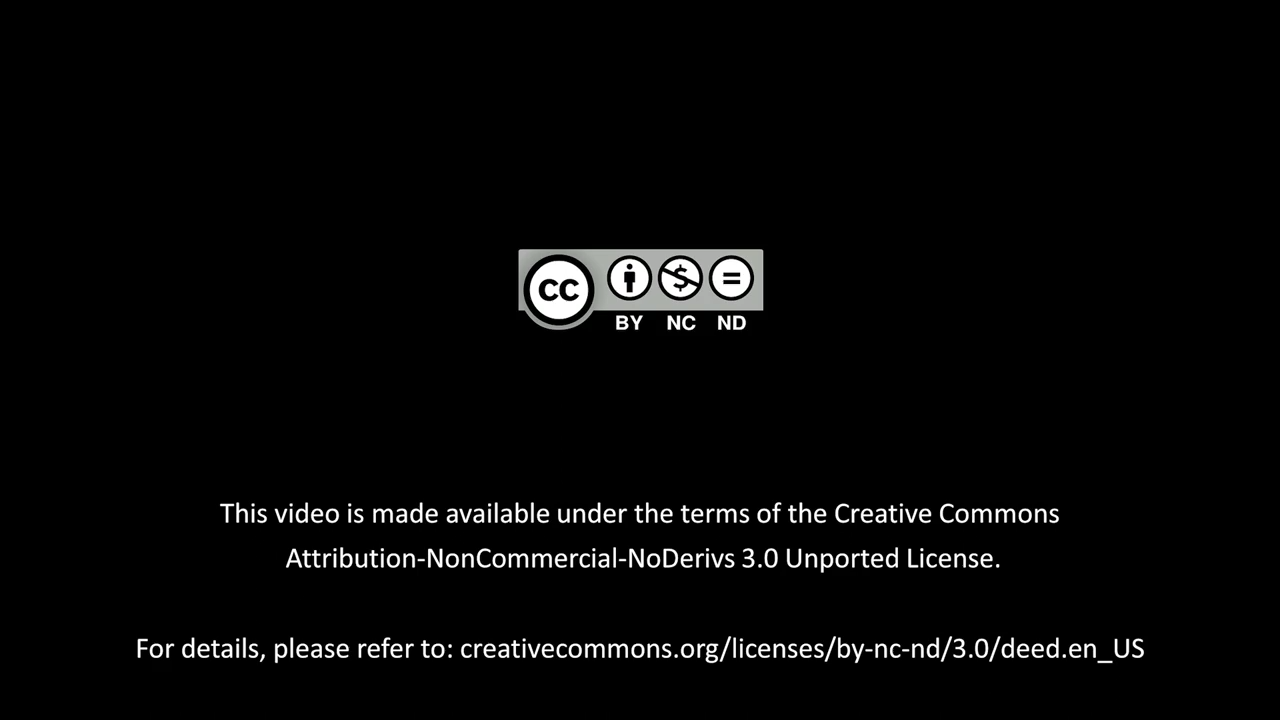 CC
BY NC ND
This video is made available under the terms of the Creative Commons
Attribution-NonCommercial-NoDerivs 3.0 Unported License.
For details, please refer to: creativecommons.org/licenses/by-nc-nd/3.0/deed.en_US